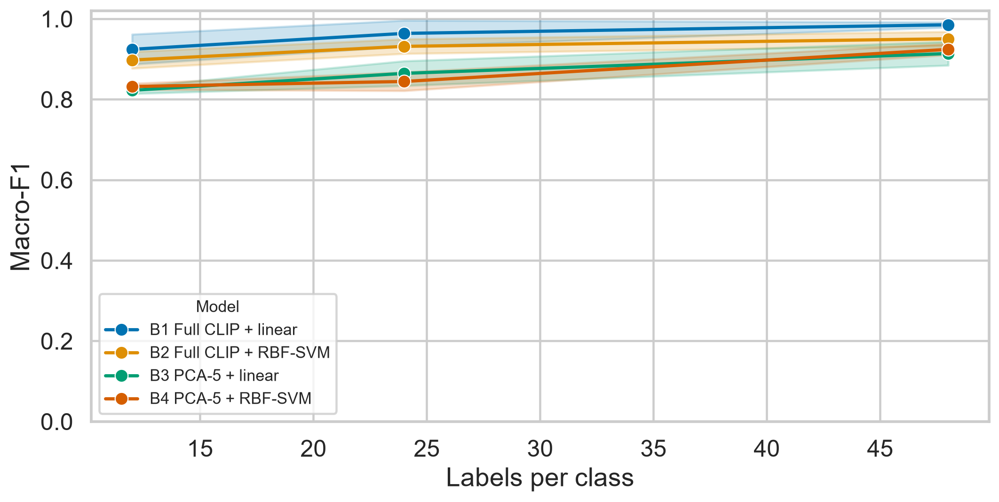 1.0
0.8
0.6
0.4
0.2
0.0
Macro-F1
Model
B1 Full CLIP + linear
B2 Full CLIP + RBF-SVM
B3 PCA-5 + linear
B4 PCA-5 + RBF-SVM
15 20 25 30 35 40 45
Labels per class